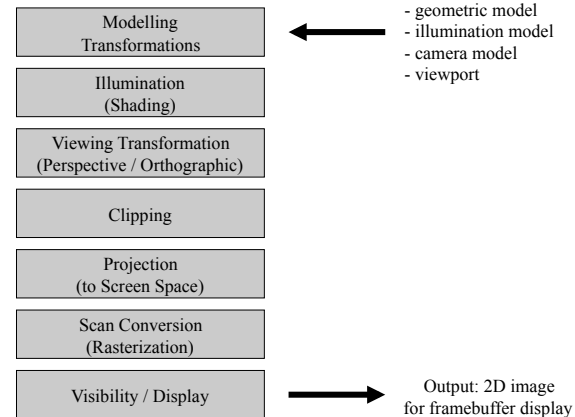 Modelling
Transformations
- geometric model
- illumination model
- camera model
- viewport
Illumination
(Shading)
Viewing Transformation
(Perspective / Orthographic)
Clipping
Projection
(to Screen Space)
Scan Conversion
(Rasterization)
Visibility / Display
Output: 2D image
for framebuffer display